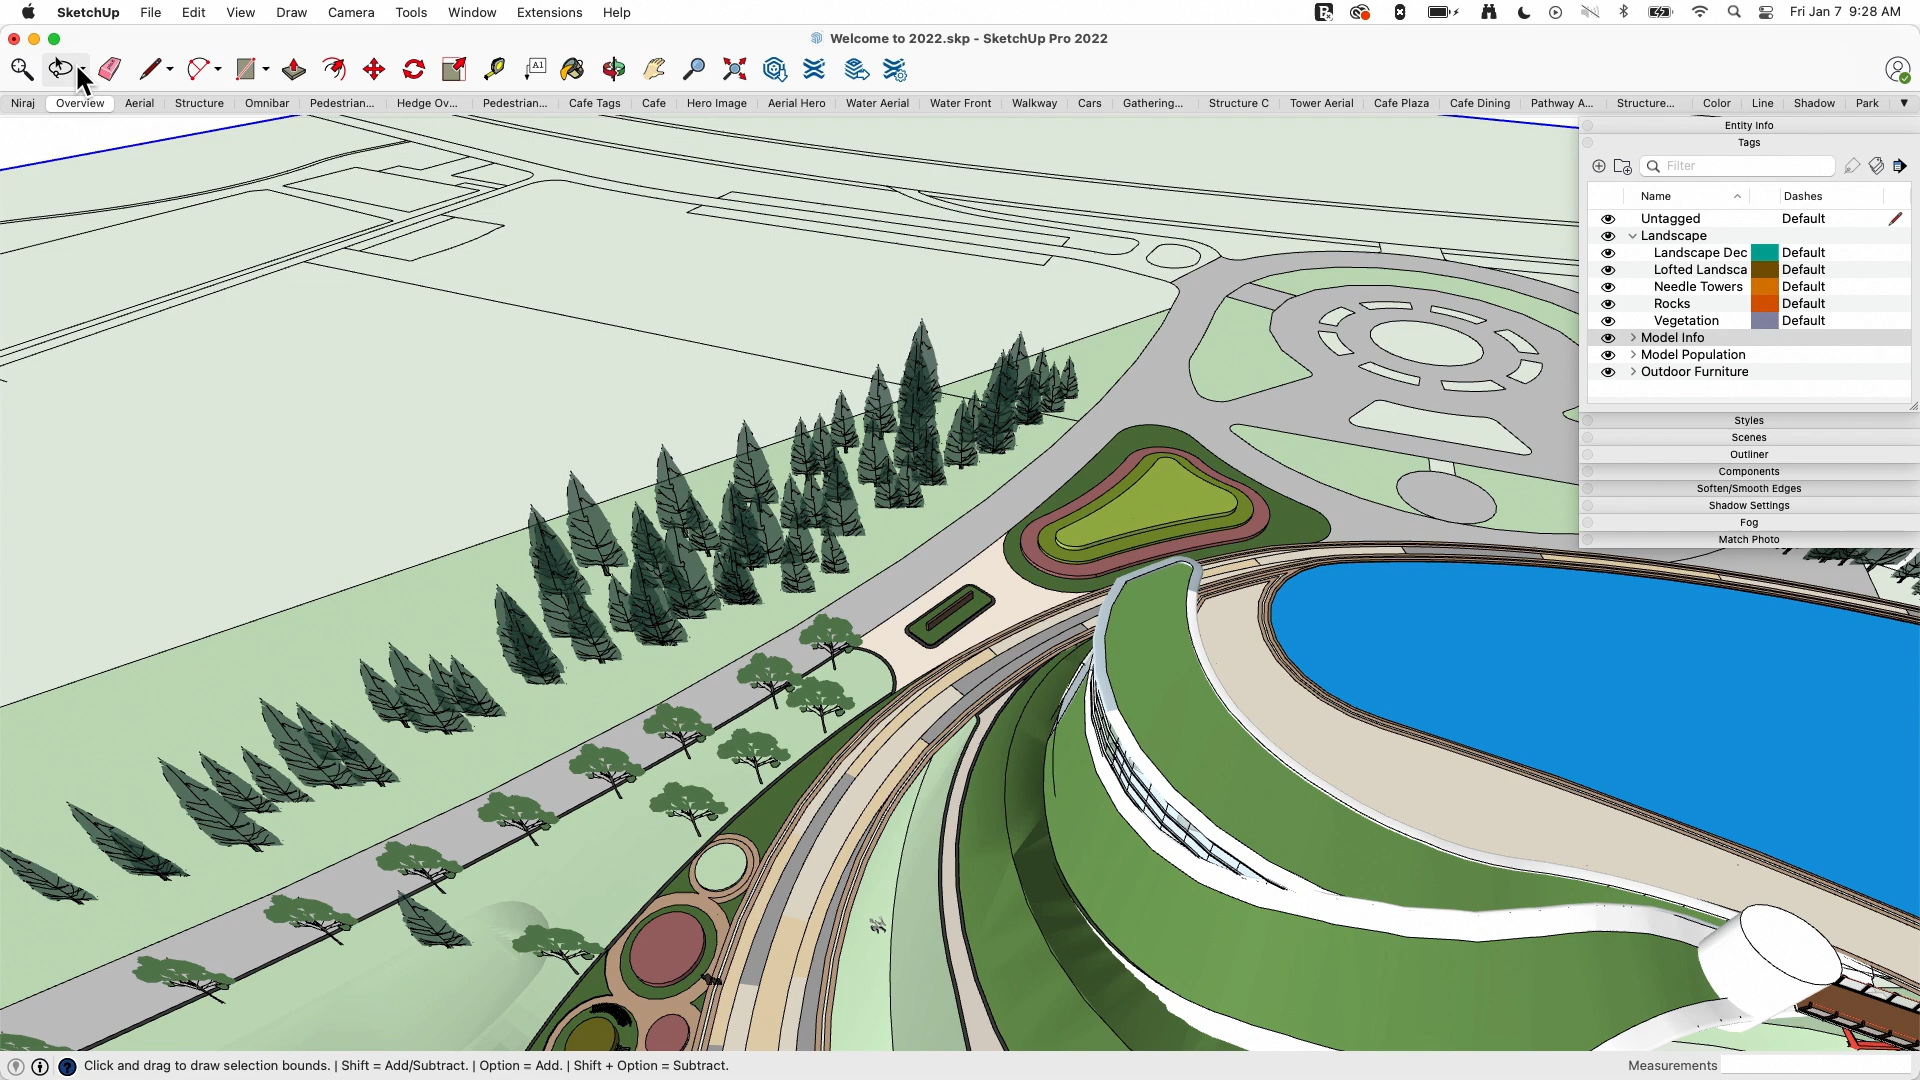 SketchUp File Edit View Draw Camera Tools Window Extensions Help Fri Jan 7 9:28 AM
Welcome to 2022.skp - SketchUp Pro 2022
A1
Niraj Overview Aerial Structure Omnibar Pedestrian... Hedge Ov... Pedestrian... Cafe Tags Cafe Hero Image Aerial Hero Water Aerial Water Front Walkway Cars Gathering... Structure C Tower Aerial Cafe Plaza Cafe Dining Pathway A... Structure... Color Line Shadow Park
Entity Info
Tags
Filter
Name Dashes
Untagged Default
Landscape
Landscape Dec Default
Lofted Landsca Default
Needle Towers Default
Rocks Default
Vegetation Default
Model Info
Model Population
Outdoor Furniture
Styles
Scenes
Outliner
Components
Soften/Smooth Edges
Shadow Settings
Fog
Match Photo
Click and drag to draw selection bounds. | Shift = Add/Subtract. | Option = Add. | Shift + Option = Subtract. Measurements